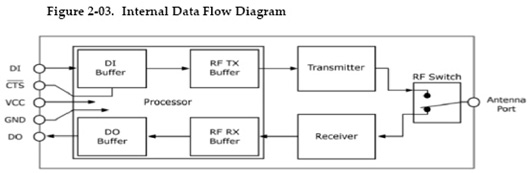 Figure 2-03. Internal Data Flow Diagram
DI
CTS
VCC
GND
DO
DI
Buffer
RF TX
Buffer
Processor
DO
Buffer
RF RX
Buffer
Transmitter
Receiver
RF Switch
Antenna
Port